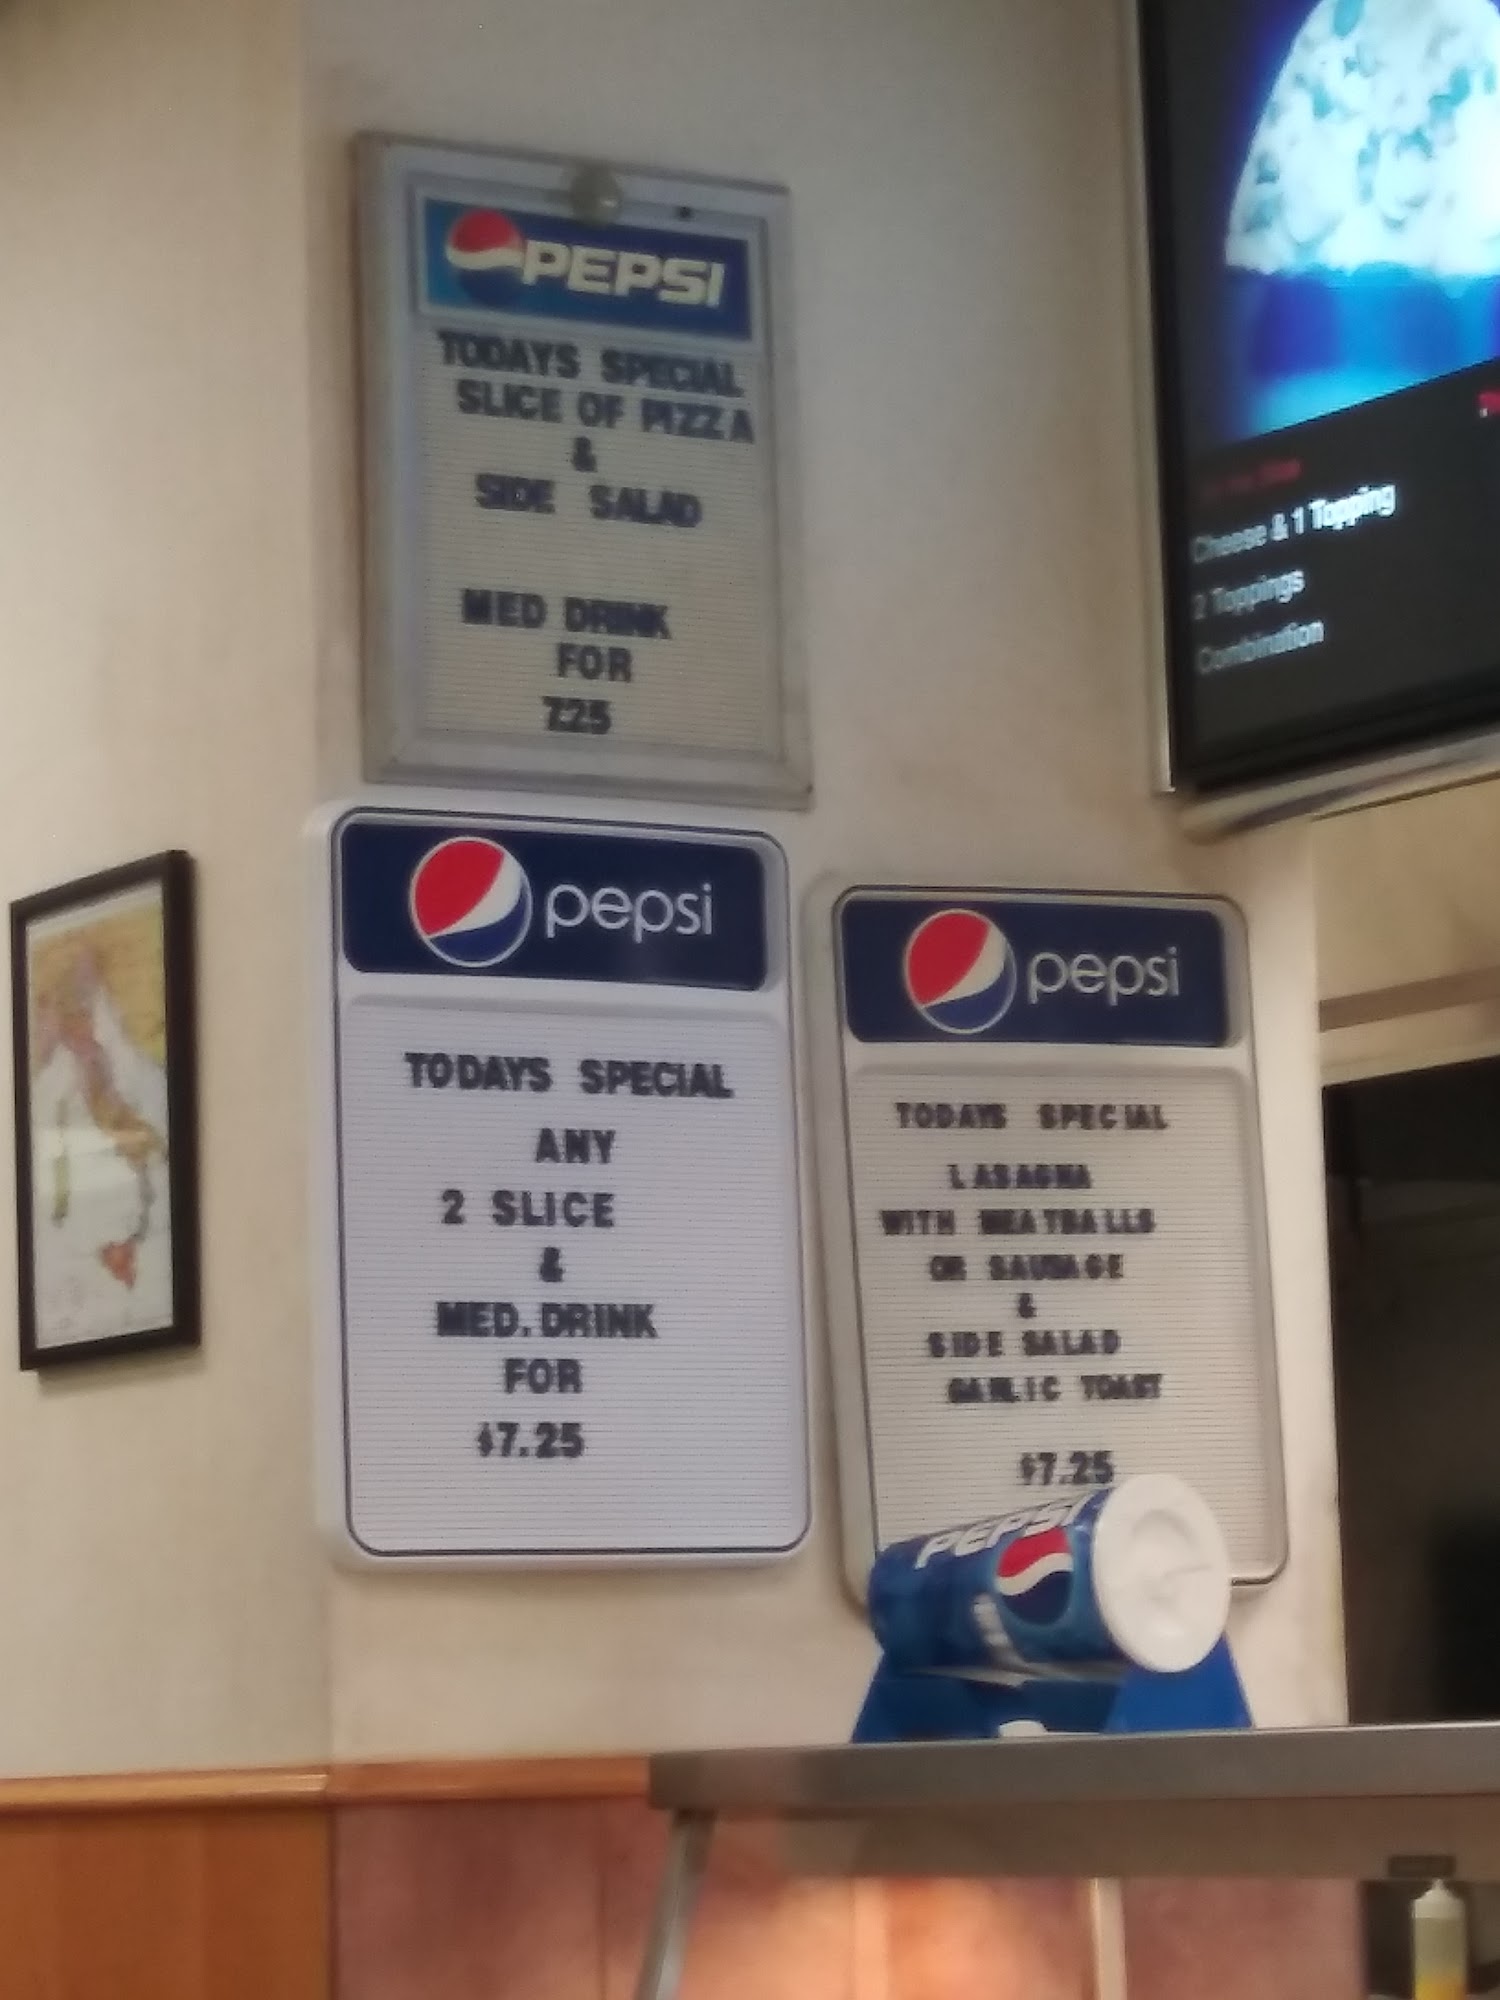 PEPSI
TODAYS SPECIAL
SLICE OF PIZZA
&
SIDE SALAD
MED DRINK
FOR
7.25
pepsi
TODAYS SPECIAL
ANY
2 SLICE
&
MED. DRINK
FOR
$7.25
pepsi
TODAYS SPECIAL
LASAGNA
WITH MEATBALLS
OR SAUSAGE
&
SIDE SALAD
GARLIC TOAST
$7.25
PEPSI
Cheese & 1 Topping
2 Toppings
Combination